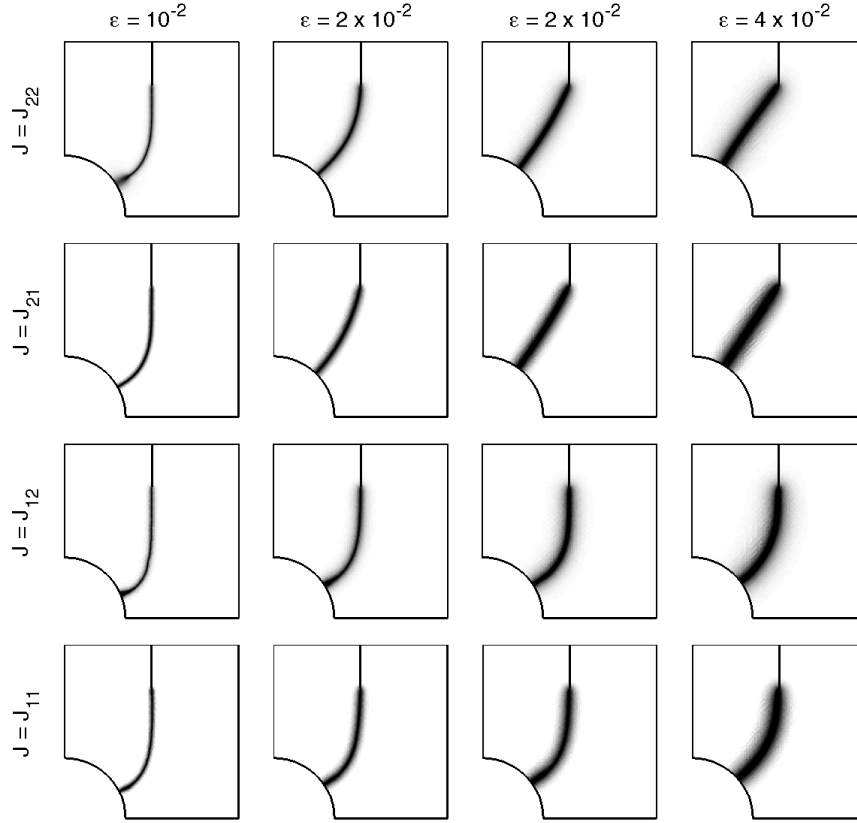 ε = 10⁻² ε = 2 x 10⁻² ε = 2 x 10⁻² ε = 4 x 10⁻²
J = J₂₂
J = J₂₁
J = J₁₂
J = J₁₁